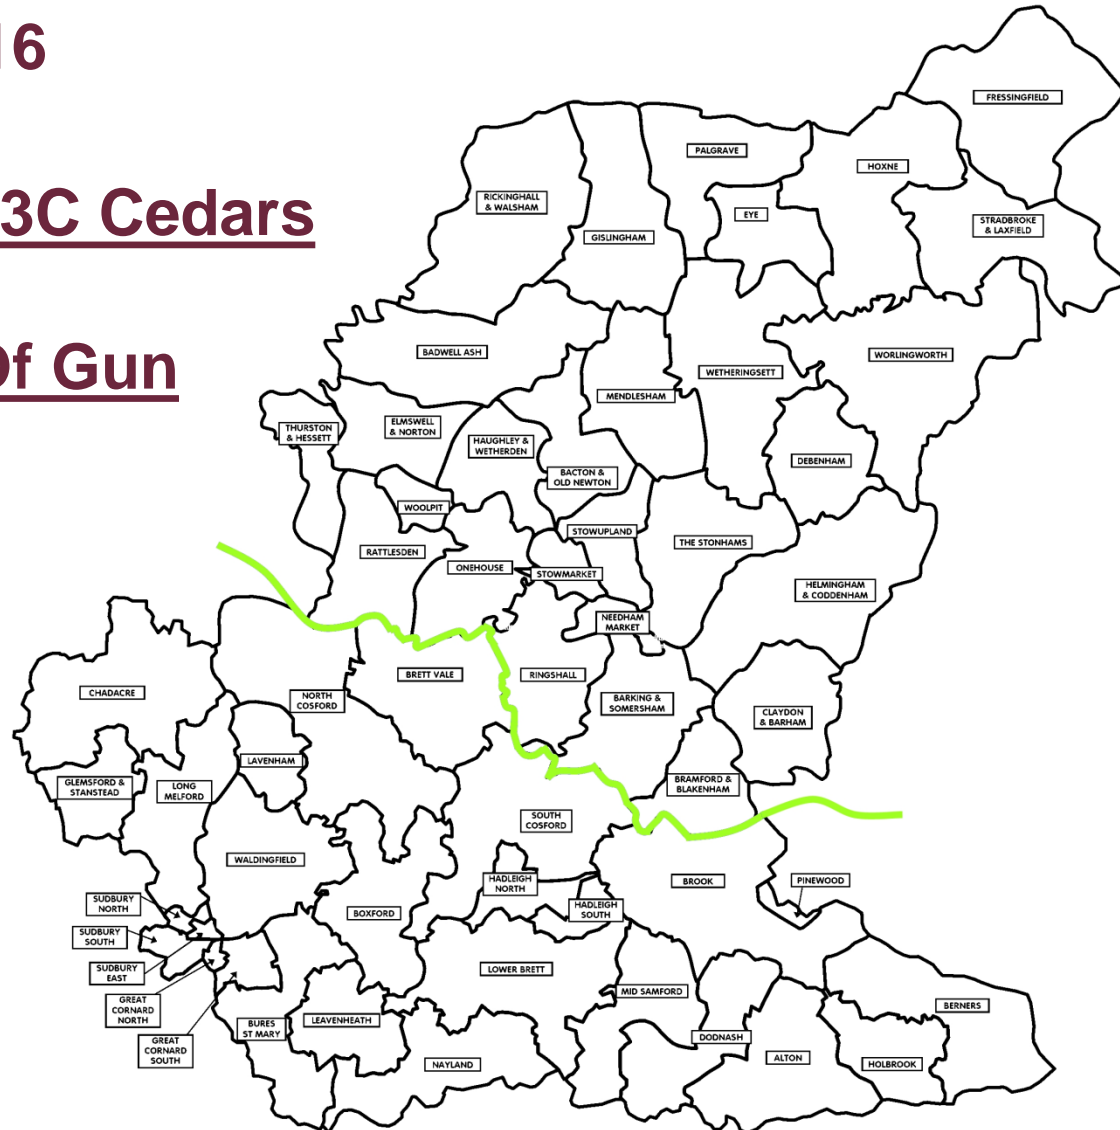 16
3C Cedars
Of Gun
FRESSINGFIELD
PALGRAVE
HOXNE
RICKINGHALL
& WALSHAM
EYE
STRADBROKE
& LAXFIELD
GISLINGHAM
BADWELL ASH
WORLINGWORTH
WETHERINGSETT
MENDLESHAM
THURSTON
& HESSETT
ELMSWELL
& NORTON
HAUGHLEY &
WETHERDEN
DEBENHAM
BACTON &
OLD NEWTON
WOOLPIT
STOWUPLAND
THE STONHAMS
RATTLESDEN
ONEHOUSE
STOWMARKET
HELMINGHAM
& CODDENHAM
NEEDHAM
MARKET
BRETT VALE
RINGSHALL
CHADACRE
NORTH
COSFORD
BARKING &
SOMERSHAM
CLAYDON
& BARHAM
LAVENHAM
GLEMSFORD &
STANSTEAD
LONG
MELFORD
BRAMFORD &
BLAKENHAM
SOUTH
COSFORD
WALDINGFIELD
HADLEIGH
NORTH
BROOK
PINEWOOD
SUDBURY
NORTH
BOXFORD
HADLEIGH
SOUTH
SUDBURY
SOUTH
SUDBURY
EAST
LOWER BRETT
MID SAMFORD
GREAT
CORNARD
NORTH
BERNERS
BURES
ST MARY
LEAVENHEATH
GREAT
CORNARD
SOUTH
DODNASH
ALTON
NAYLAND
HOLBROOK